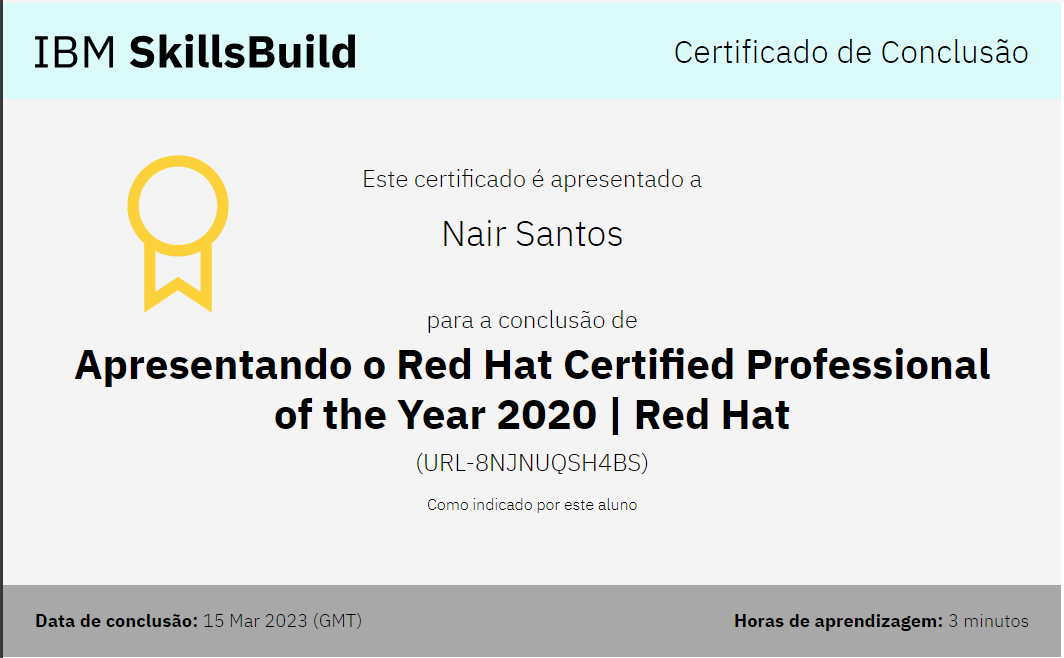 IBM SkillsBuild
Certificado de Conclusão
Este certificado é apresentado a
Nair Santos
para a conclusão de
Apresentando o Red Hat Certified Professional
of the Year 2020 | Red Hat
(URL-8NJNUQSH4BS)
Como indicado por este aluno
Data de conclusão: 15 Mar 2023 (GMT)
Horas de aprendizagem: 3 minutos